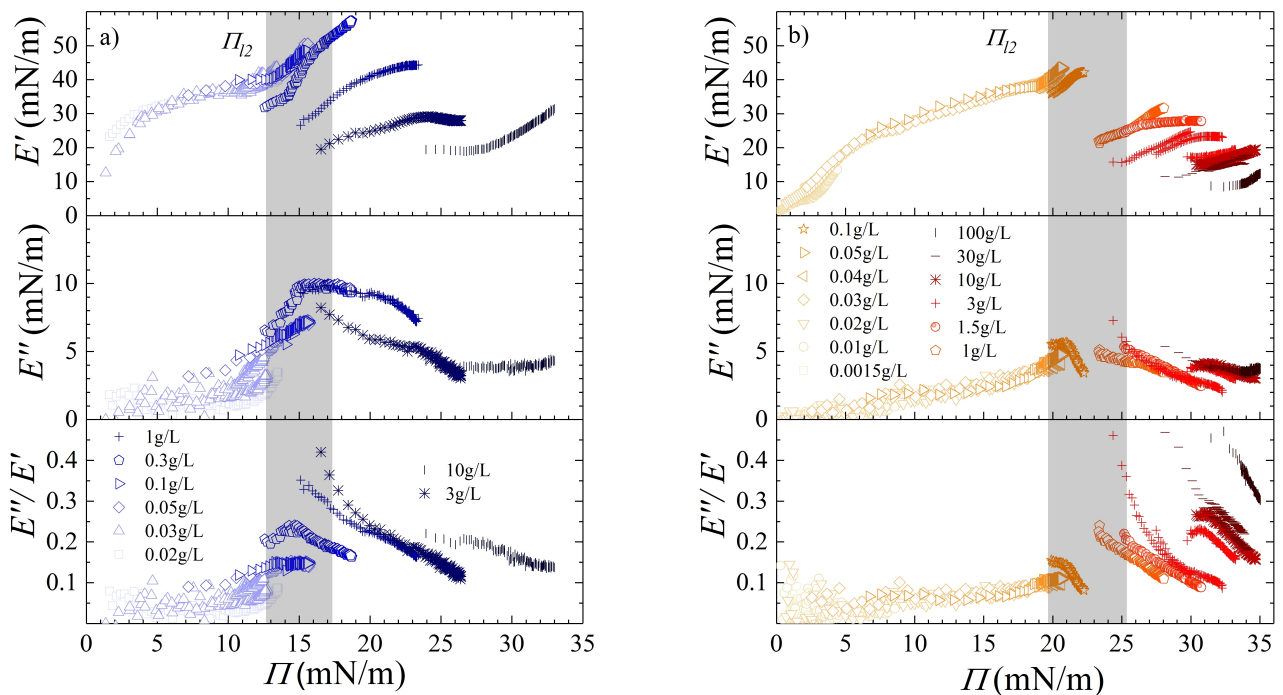 a)
Π_l2
E' (mN/m)
50
40
30
20
10
0
E'' (mN/m)
10
5
0
E''/E'
0.4
0.3
0.2
0.1
1g/L
0.3g/L
0.1g/L
0.05g/L
0.03g/L
0.02g/L
10g/L
3g/L
0 5 10 15 20 25 30 35
Π (mN/m)
b)
Π_l2
E' (mN/m)
50
40
30
20
10
0
E'' (mN/m)
10
5
0
0.1g/L
0.05g/L
0.04g/L
0.03g/L
0.02g/L
0.01g/L
0.0015g/L
100g/L
30g/L
10g/L
3g/L
1.5g/L
1g/L
E''/E'
0.4
0.3
0.2
0.1
0 5 10 15 20 25 30 35
Π (mN/m)